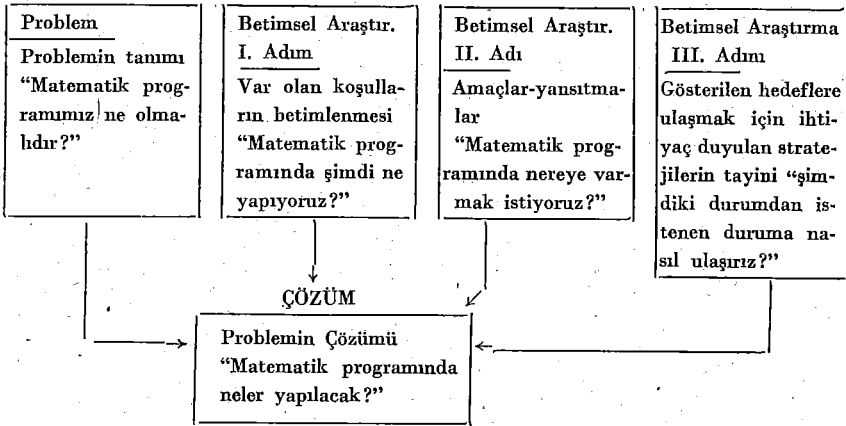 Problem
Problemin tanımı
“Matematik prog-
ramımız ne olma-
lıdır?”
Betimsel Araştır.
I. Adım
Var olan koşulla-
rın betimlenmesi
“Matematik prog-
ramında şimdi ne
yapıyoruz?”
Betimsel Araştır.
II. Adı
Amaçlar-yansıtma-
lar
“Matematik prog-
ramında nereye var-
mak istiyoruz?”
Betimsel Araştırma
III. Adım
Gösterilen hedeflere
ulaşmak için ihti-
yaç duyulan strate-
jilerin tayini “şim-
diki durumdan is-
tenen duruma na-
sıl ulaşırız?”
ÇÖZÜM
Problemin Çözümü
“Matematik programında
neler yapılacak?”